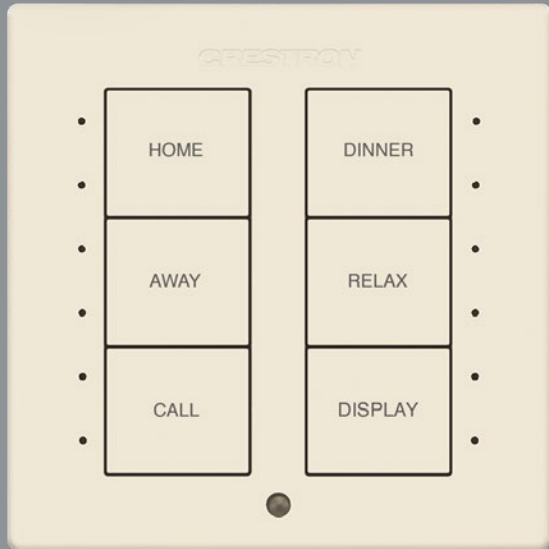 CRESTRON
HOME
DINNER
AWAY
RELAX
CALL
DISPLAY